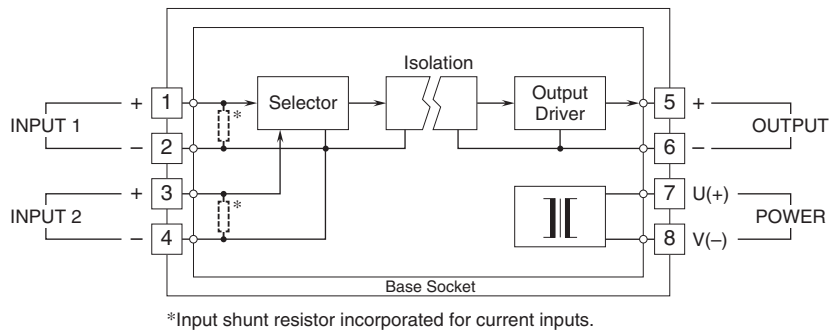 Isolation
+ 1 * Selector Output Driver 5 +
INPUT 1 OUTPUT
− 2 6 −
+ 3 * 7 U(+)
INPUT 2 POWER
− 4 8 V(−)
Base Socket
*Input shunt resistor incorporated for current inputs.